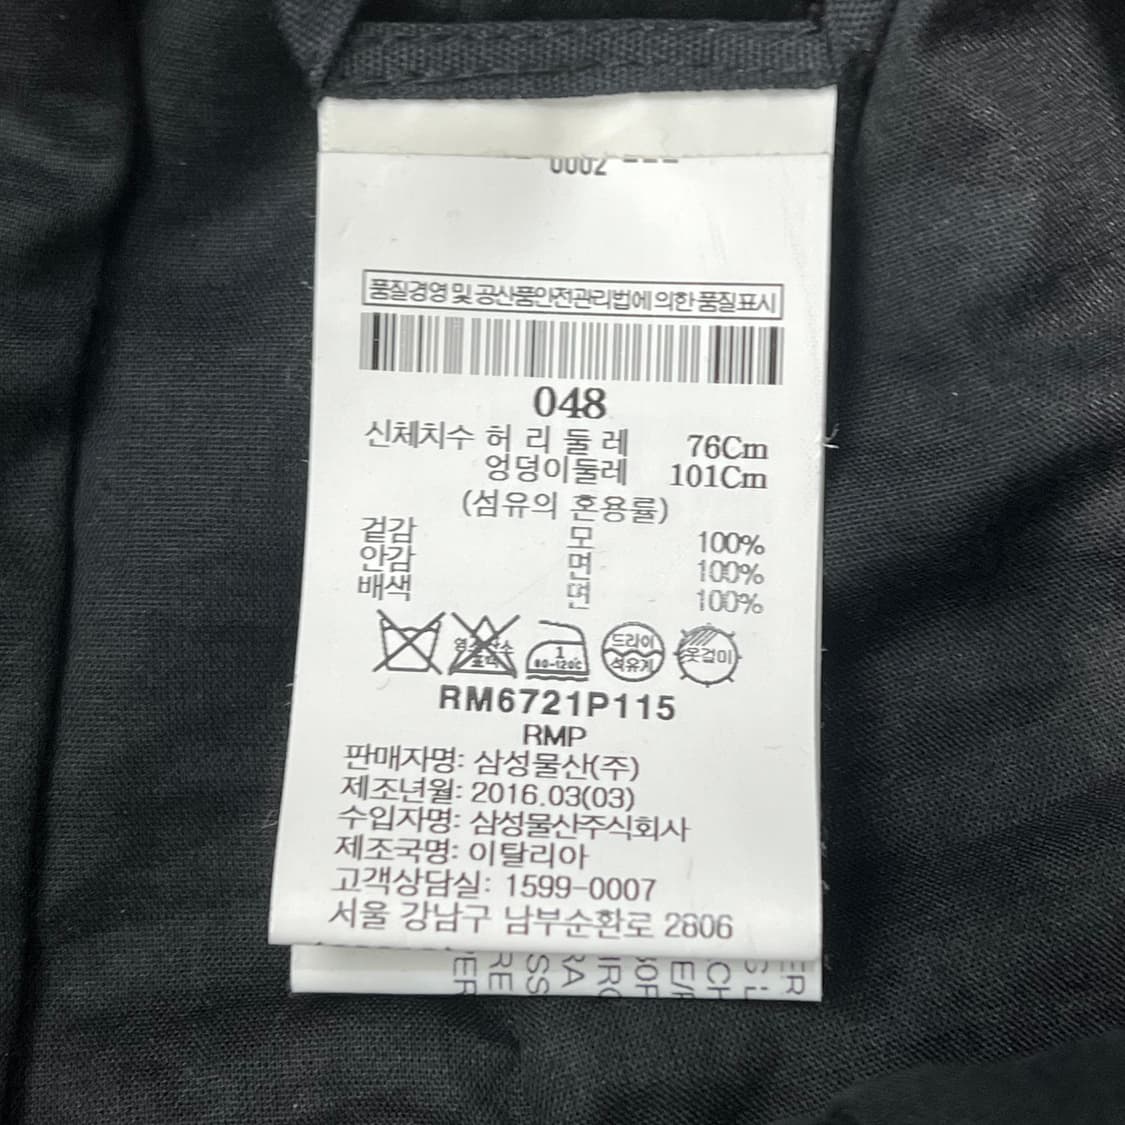 0002
품질경영 및 공산품안전관리법에 의한 품질표시
048
신체치수 허 리 둘 레 76Cm
엉덩이둘레 101Cm
(섬유의 혼용률)
겉감 모 100%
안감 면 100%
배색 면 100%
1
80-120℃
드라이
석유계
옷걸이
RM6721P115
RMP
판매자명: 삼성물산(주)
제조년월: 2016.03(03)
수입자명: 삼성물산주식회사
제조국명: 이탈리아
고객상담실: 1599-0007
서울 강남구 남부순환로 2806